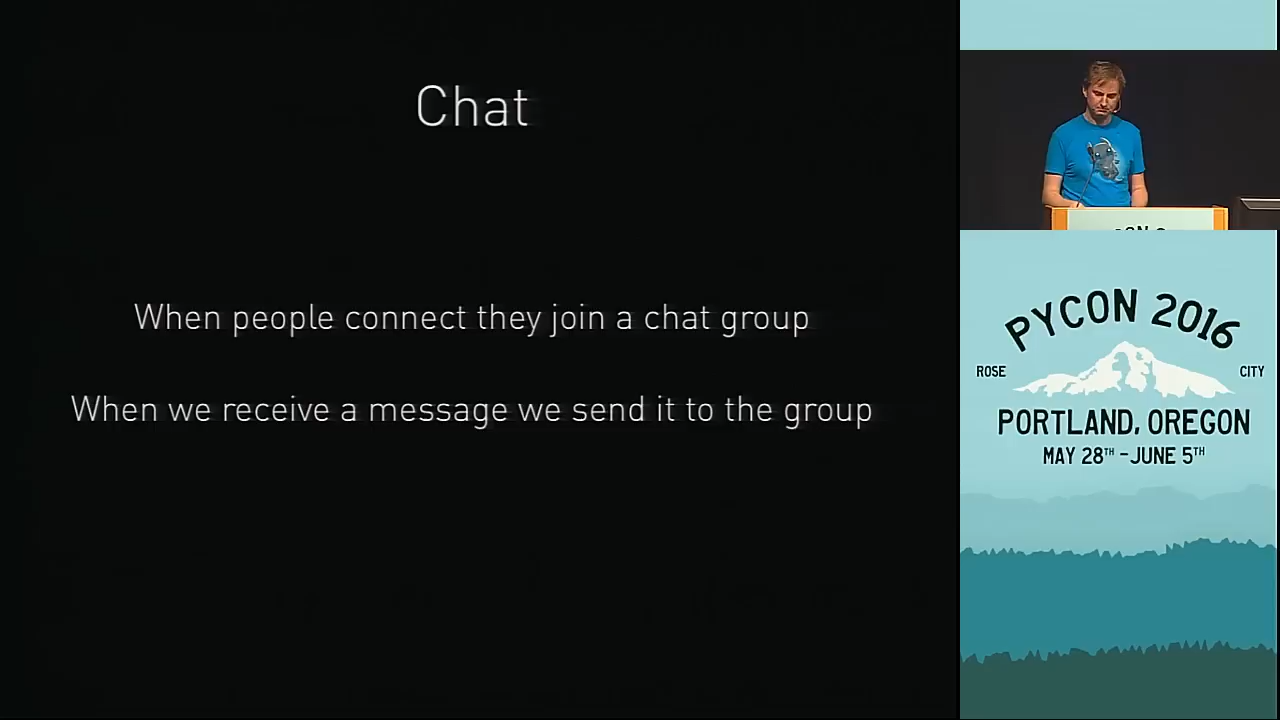 Chat
When people connect they join a chat group
When we receive a message we send it to the group
PYCON 2016
ROSE
CITY
PORTLAND, OREGON
MAY 28TH - JUNE 5TH